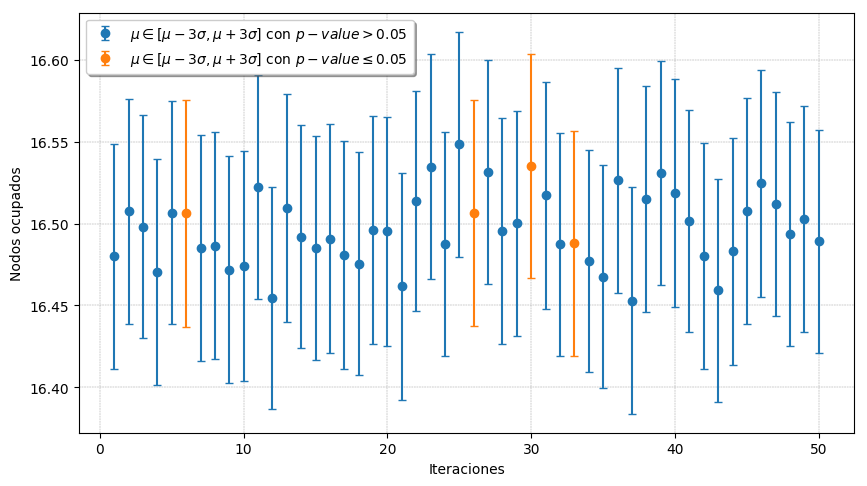 μ ∈ [μ − 3σ, μ + 3σ] con p − value > 0.05
μ ∈ [μ − 3σ, μ + 3σ] con p − value ≤ 0.05
16.60
16.55
16.50
16.45
16.40
Nodos ocupados
0 10 20 30 40 50
Iteraciones